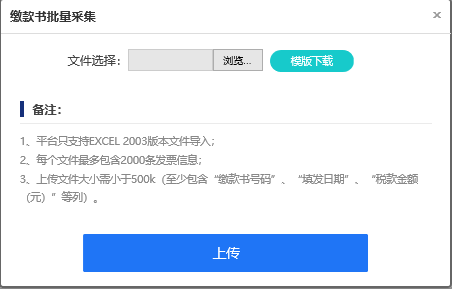 缴款书批量采集 ×
文件选择： 浏览... 模版下载
备注：
1、平台只支持EXCEL 2003版本文件导入；
2、每个文件最多包含2000条发票信息；
3、上传文件大小需小于500k（至少包含“缴款书号码”、“填发日期”、“税款金额
（元）”等列）。
上传